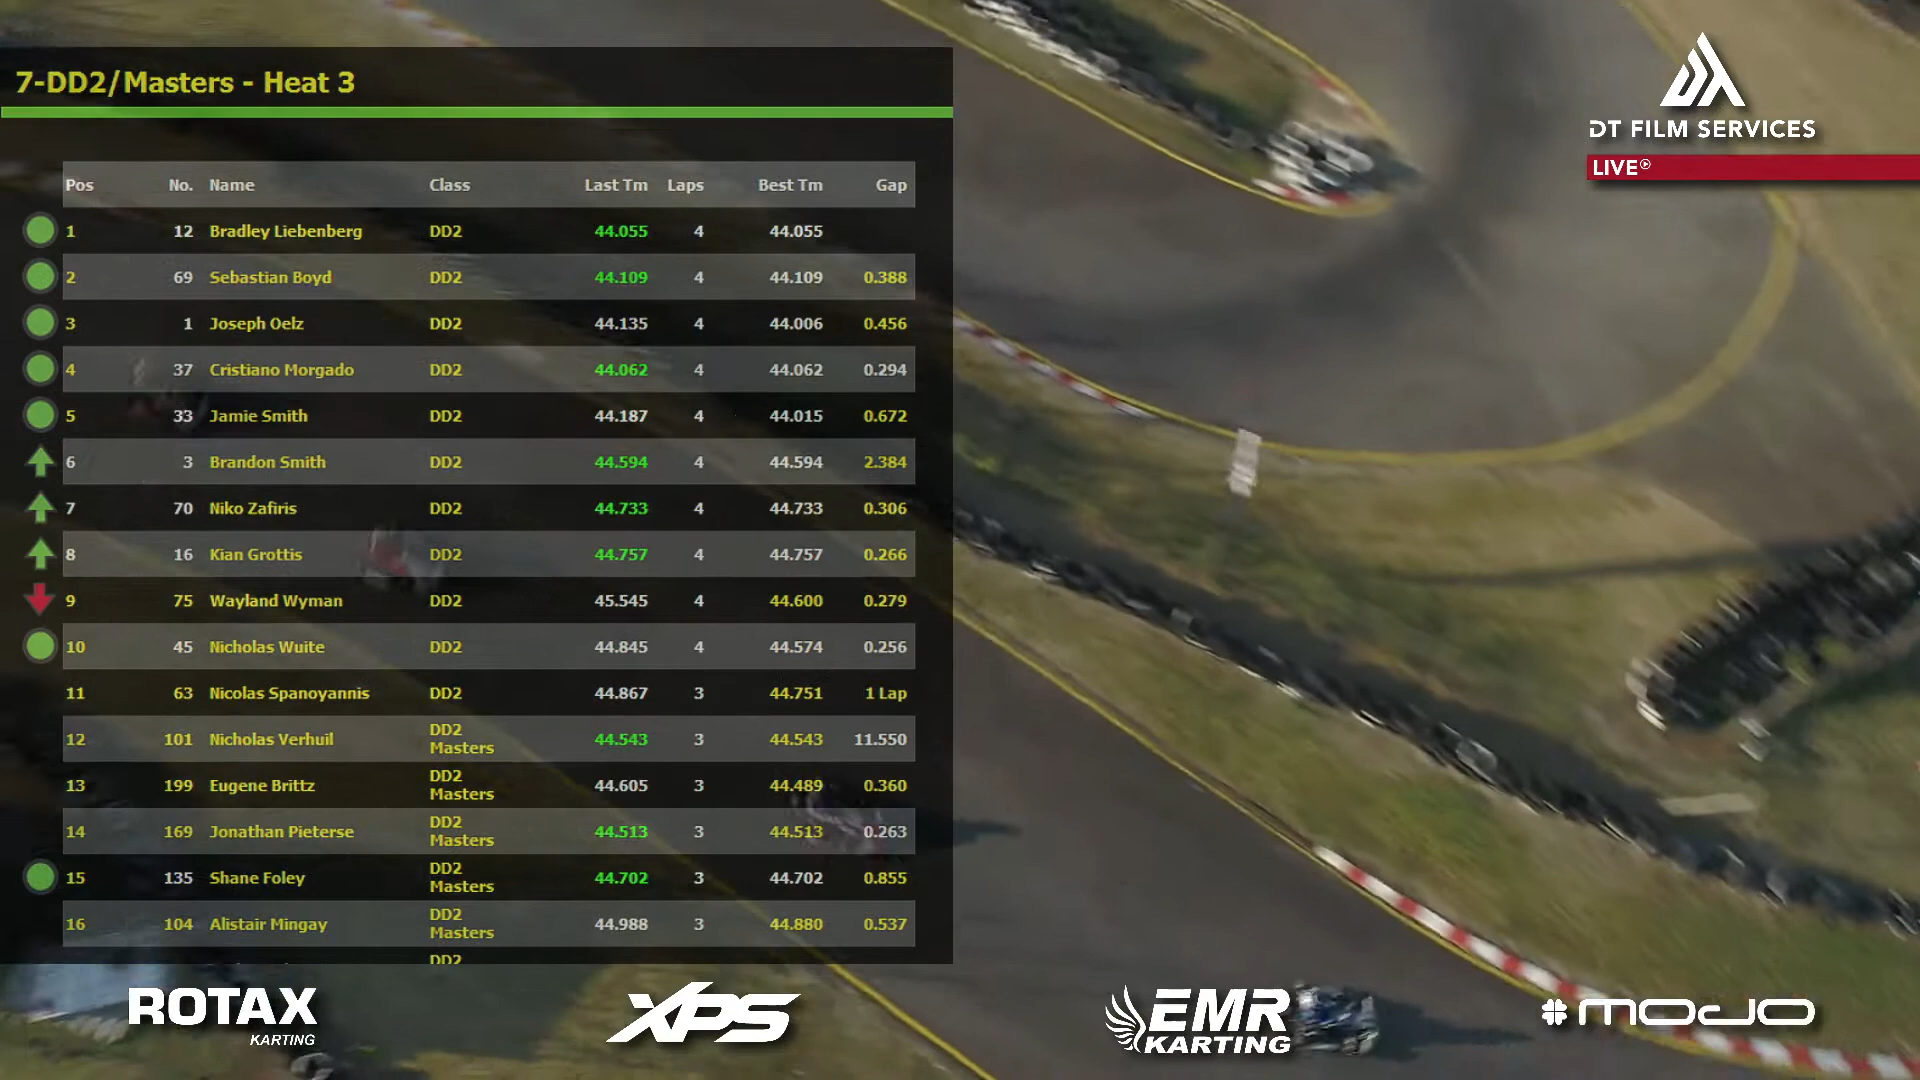 7-DD2/Masters - Heat 3
DT FILM SERVICES
LIVE
Pos No. Name Class Last Tm Laps Best Tm Gap
1 12 Bradley Liebenberg DD2 44.055 4 44.055
2 69 Sebastian Boyd DD2 44.109 4 44.109 0.388
3 1 Joseph Oelz DD2 44.135 4 44.006 0.456
4 37 Cristiano Morgado DD2 44.062 4 44.062 0.294
5 33 Jamie Smith DD2 44.187 4 44.015 0.672
6 3 Brandon Smith DD2 44.594 4 44.594 2.384
7 70 Niko Zafiris DD2 44.733 4 44.733 0.306
8 16 Kian Grottis DD2 44.757 4 44.757 0.266
9 75 Wayland Wyman DD2 45.545 4 44.600 0.279
10 45 Nicholas Wuite DD2 44.845 4 44.574 0.256
11 63 Nicolas Spanoyannis DD2 44.867 3 44.751 1 Lap
12 101 Nicholas Verhuil DD2 Masters 44.543 3 44.543 11.550
13 199 Eugene Brittz DD2 Masters 44.605 3 44.489 0.360
14 169 Jonathan Pieterse DD2 Masters 44.513 3 44.513 0.263
15 135 Shane Foley DD2 Masters 44.702 3 44.702 0.855
16 104 Alistair Mingay DD2 Masters 44.988 3 44.880 0.537
DD2
ROTAX
KARTING
XPS
EMR
KARTING
MOJO